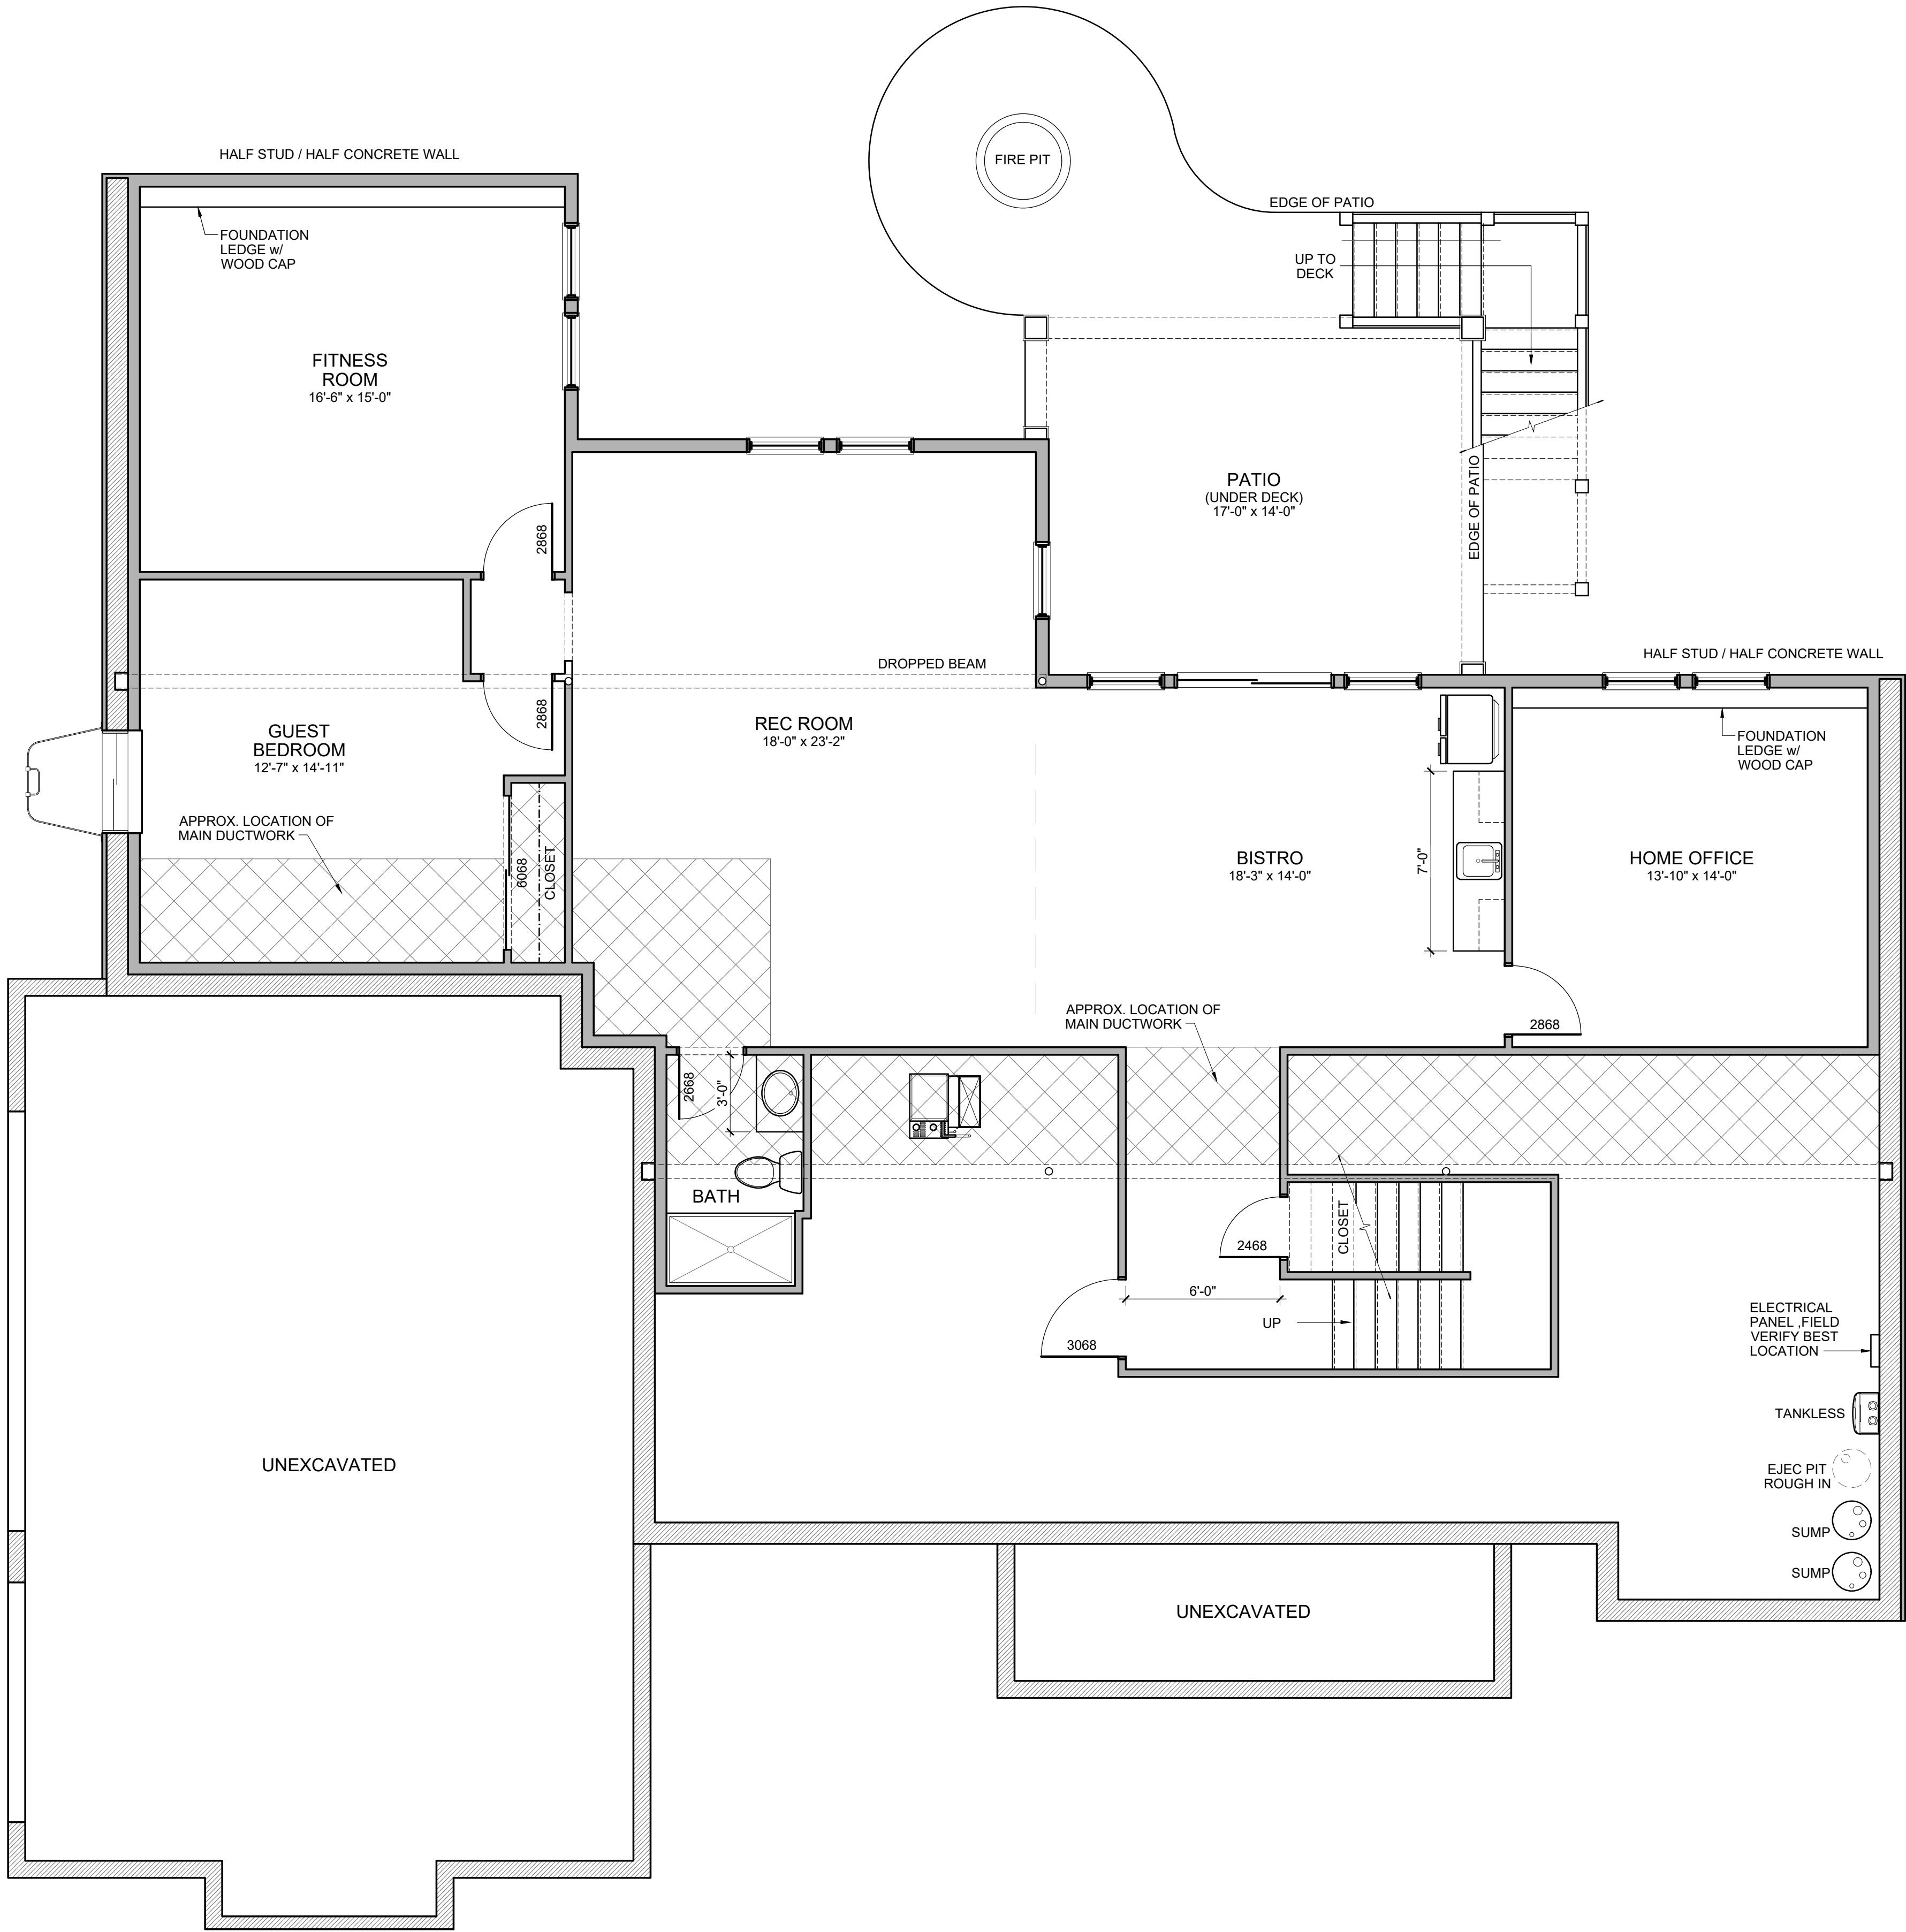 FIRE PIT
HALF STUD / HALF CONCRETE WALL
EDGE OF PATIO
FOUNDATION
LEDGE w/
WOOD CAP
UP TO
DECK
FITNESS
ROOM
16'-6" x 15'-0"
2868
PATIO
(UNDER DECK)
17'-0" x 14'-0"
EDGE OF PATIO
DROPPED BEAM
HALF STUD / HALF CONCRETE WALL
GUEST
BEDROOM
12'-7" x 14'-11"
2868
REC ROOM
18'-0" x 23'-2"
FOUNDATION
LEDGE w/
WOOD CAP
APPROX. LOCATION OF
MAIN DUCTWORK
6068
CLOSET
BISTRO
18'-3" x 14'-0"
7'-0"
HOME OFFICE
13'-10" x 14'-0"
APPROX. LOCATION OF
MAIN DUCTWORK
2868
2668
3'-0"
BATH
CLOSET
2468
6'-0"
UP
3068
ELECTRICAL
PANEL ,FIELD
VERIFY BEST
LOCATION
TANKLESS
UNEXCAVATED
EJEC PIT
ROUGH IN
SUMP
SUMP
UNEXCAVATED